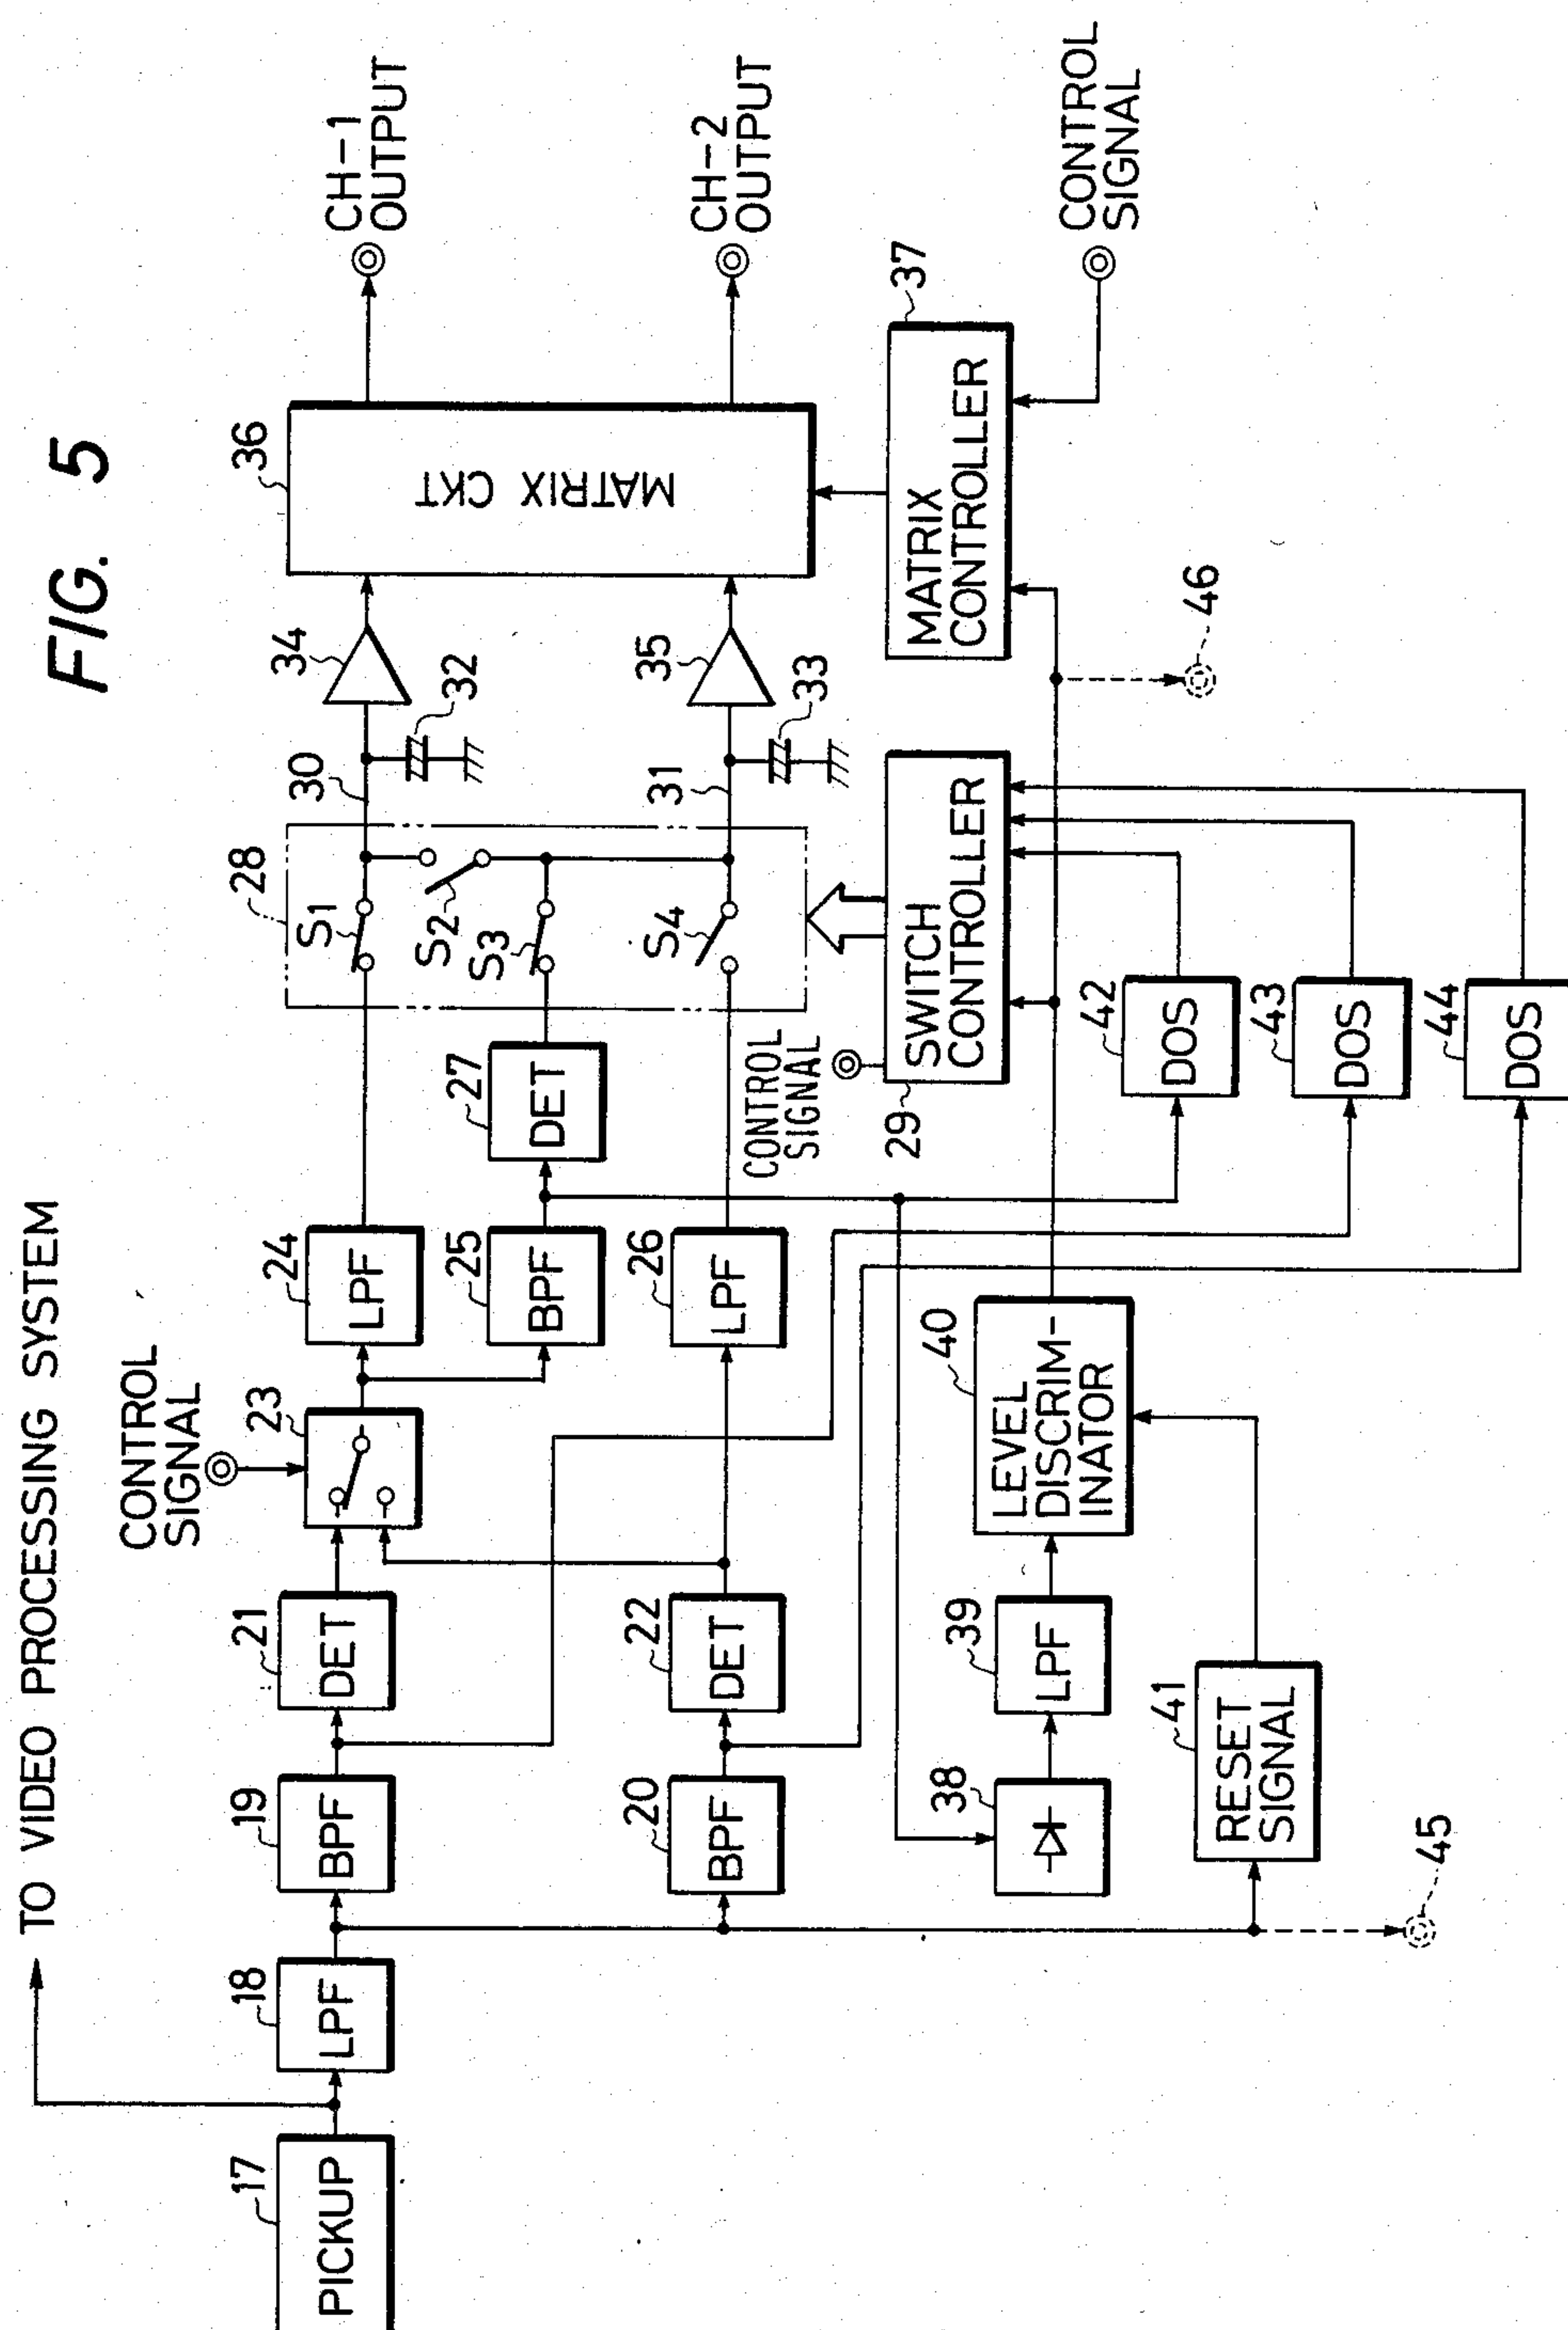 FIG. 5
TO VIDEO PROCESSING SYSTEM
CONTROL
SIGNAL
17
PICKUP
18
LPF
19
BPF
21
DET
23
24
LPF
25
BPF
27
DET
28
S1
S2
S3
S4
30
32
34
36
MATRIX CKT
CH-1
OUTPUT
20
BPF
22
DET
26
LPF
31
33
35
CH-2
OUTPUT
CONTROL
SIGNAL
29
SWITCH
CONTROLLER
37
MATRIX
CONTROLLER
CONTROL
SIGNAL
38
39
LPF
40
LEVEL
DISCRIM-
INATOR
41
RESET
SIGNAL
42
DOS
43
DOS
44
DOS
45
46